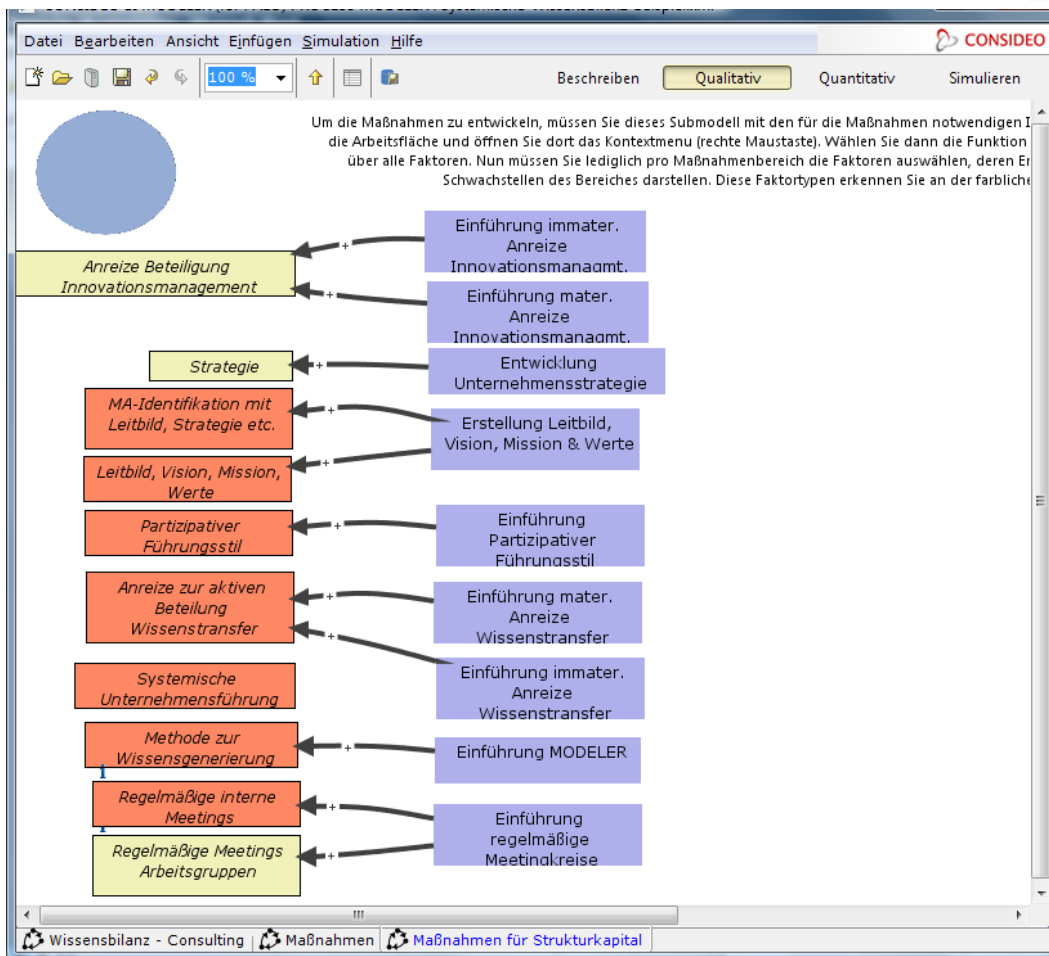 Datei Bearbeiten Ansicht Einfügen Simulation Hilfe
CONSIDEO
100 %
Beschreiben Qualitativ Quantitativ Simulieren
Um die Maßnahmen zu entwickeln, müssen Sie dieses Submodell mit den für die Maßnahmen notwendigen
die Arbeitsfläche und öffnen Sie dort das Kontextmenu (rechte Maustaste). Wählen Sie dann die Funktion
über alle Faktoren. Nun müssen Sie lediglich pro Maßnahmenbereich die Faktoren auswählen, deren
Schwachstellen des Bereiches darstellen. Diese Faktortypen erkennen Sie an der
Einführung immater.
Anreize
Innovationsmanagmt.
Anreize Beteiligung
Innovationsmanagement
+
+
Einführung mater.
Anreize
Innovationsmanagmt.
Strategie
+
Entwicklung
Unternehmensstrategie
MA-Identifikation mit
Leitbild, Strategie etc.
+
Erstellung Leitbild,
Vision, Mission & Werte
Leitbild, Vision, Mission,
Werte
+
Partizipativer
Führungsstil
+
Einführung
Partizipativer
Führungsstil
Anreize zur aktiven
Beteilung
Wissenstransfer
+
+
Einführung mater.
Anreize
Wissenstransfer
Systemische
Unternehmensführung
Einführung immater.
Anreize
Wissenstransfer
Methode zur
Wissensgenerierung
+
Einführung MODELER
i
Regelmäßige interne
Meetings
+
Einführung
regelmäßige
Meetingkreise
Regelmäßige Meetings
Arbeitsgruppen
+
Wissensbilanz - Consulting Maßnahmen Maßnahmen für Strukturkapital